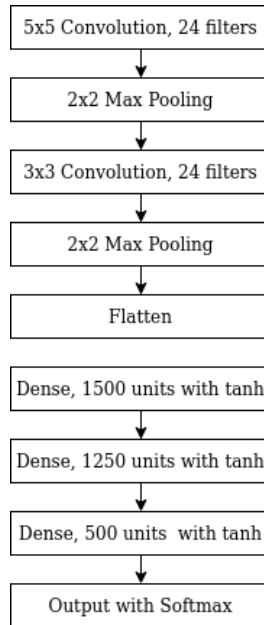 5x5 Convolution, 24 filters
2x2 Max Pooling
3x3 Convolution, 24 filters
2x2 Max Pooling
Flatten
Dense, 1500 units with tanh
Dense, 1250 units with tanh
Dense, 500 units with tanh
Output with Softmax